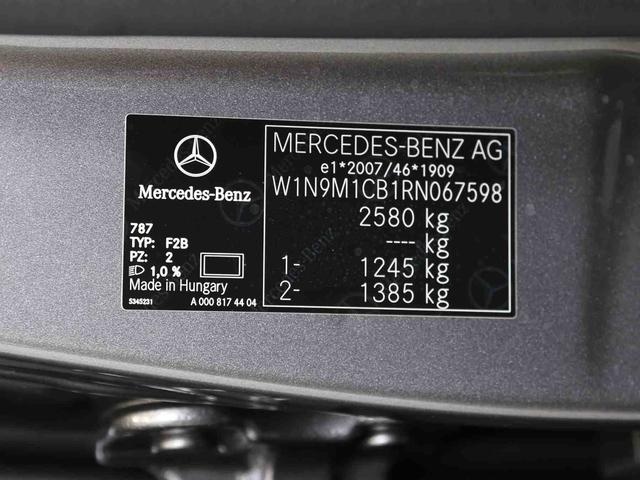 Mercedes-Benz
787
TYP: F2B
PZ: 2
1,0 %
Made in Hungary
S345231
A 000 817 44 04
MERCEDES-BENZ AG
e1*2007/46*1909
W1N9M1CB1RN067598
2580 kg
---- kg
1- 1245 kg
2- 1385 kg